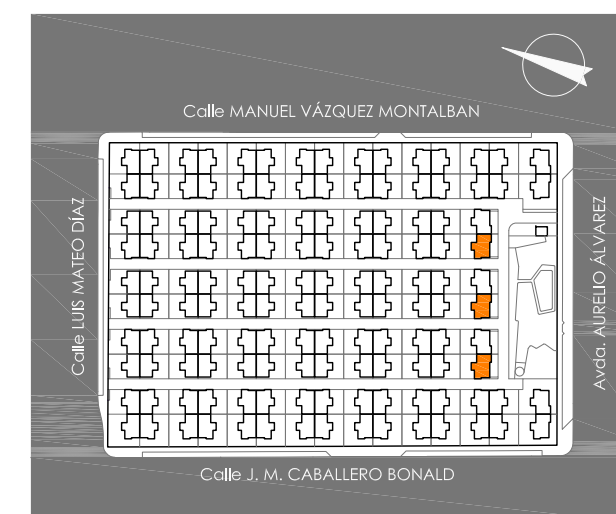 Calle MANUEL VÁZQUEZ MONTALBAN
Calle LUIS MATEO DÍAZ
Avda. AURELIO ÁLVAREZ
Calle J. M. CABALLERO BONALD